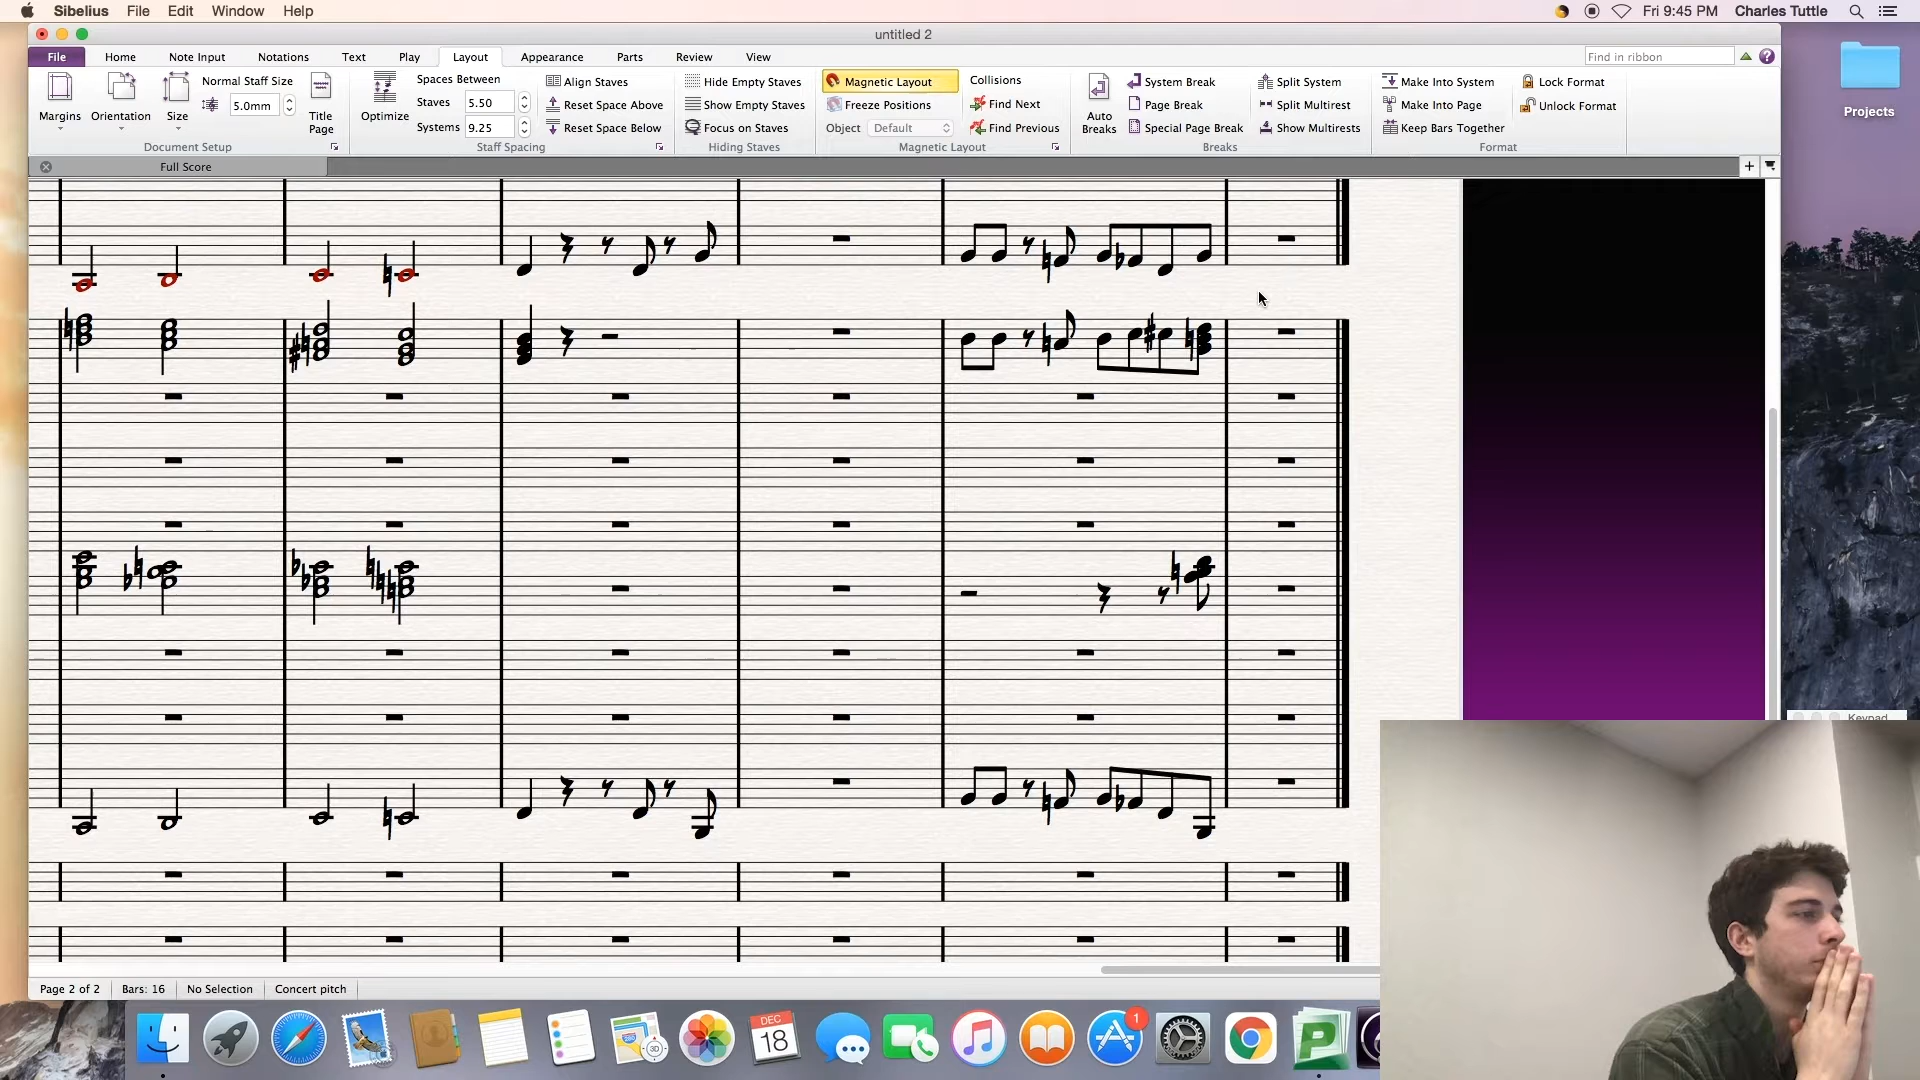 Sibelius File Edit Window Help Fri 9:45 PM Charles Tuttle
untitled 2
File Home Note Input Notations Text Play Layout Appearance Parts Review View Find in ribbon
Margins
Orientation
Size
Normal Staff Size
5.0mm
Title
Page
Document Setup
Optimize
Spaces Between
Staves 5.50
Systems 9.25
Align Staves
Reset Space Above
Reset Space Below
Staff Spacing
Hide Empty Staves
Show Empty Staves
Focus on Staves
Hiding Staves
Magnetic Layout
Freeze Positions
Object Default
Collisions
Find Next
Find Previous
Magnetic Layout
Auto
Breaks
System Break
Page Break
Special Page Break
Split System
Split Multirest
Show Multirests
Breaks
Make Into System
Make Into Page
Keep Bars Together
Lock Format
Unlock Format
Format
Full Score
Projects
Keypad
Page 2 of 2 Bars: 16 No Selection Concert pitch
DEC
18
1